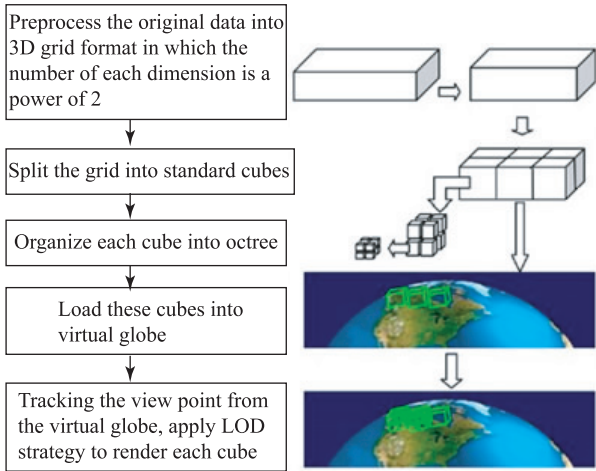 Preprocess the original data into
3D grid format in which the
number of each dimension is a
power of 2
Split the grid into standard cubes
Organize each cube into octree
Load these cubes into
virtual globe
Tracking the view point from
the virtual globe, apply LOD
strategy to render each cube